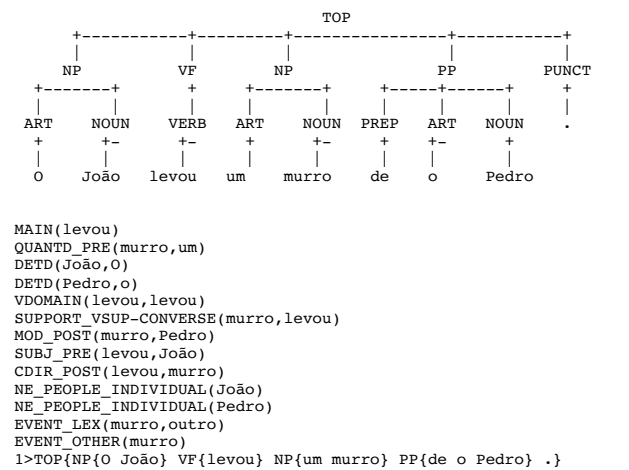 TOP
+-----------+---------+----------------+-----------+
| | | | |
NP VF NP PP PUNCT
+-------+ + +-------+ +-----+------+ +
| | | | | | | | |
ART NOUN VERB ART NOUN PREP ART NOUN .
+ +- +- + +- + +- +
| | | | | | | |
O João levou um murro de o Pedro
MAIN(levou)
QUANTD_PRE(murro,um)
DETD(João,O)
DETD(Pedro,o)
VDOMAIN(levou,levou)
SUPPORT_VSUP-CONVERSE(murro,levou)
MOD_POST(murro,Pedro)
SUBJ_PRE(levou,João)
CDIR_POST(levou,murro)
NE_PEOPLE_INDIVIDUAL(João)
NE_PEOPLE_INDIVIDUAL(Pedro)
EVENT_LEX(murro,outro)
EVENT_OTHER(murro)
1>TOP{NP{O João} VF{levou} NP{um murro} PP{de o Pedro} .}